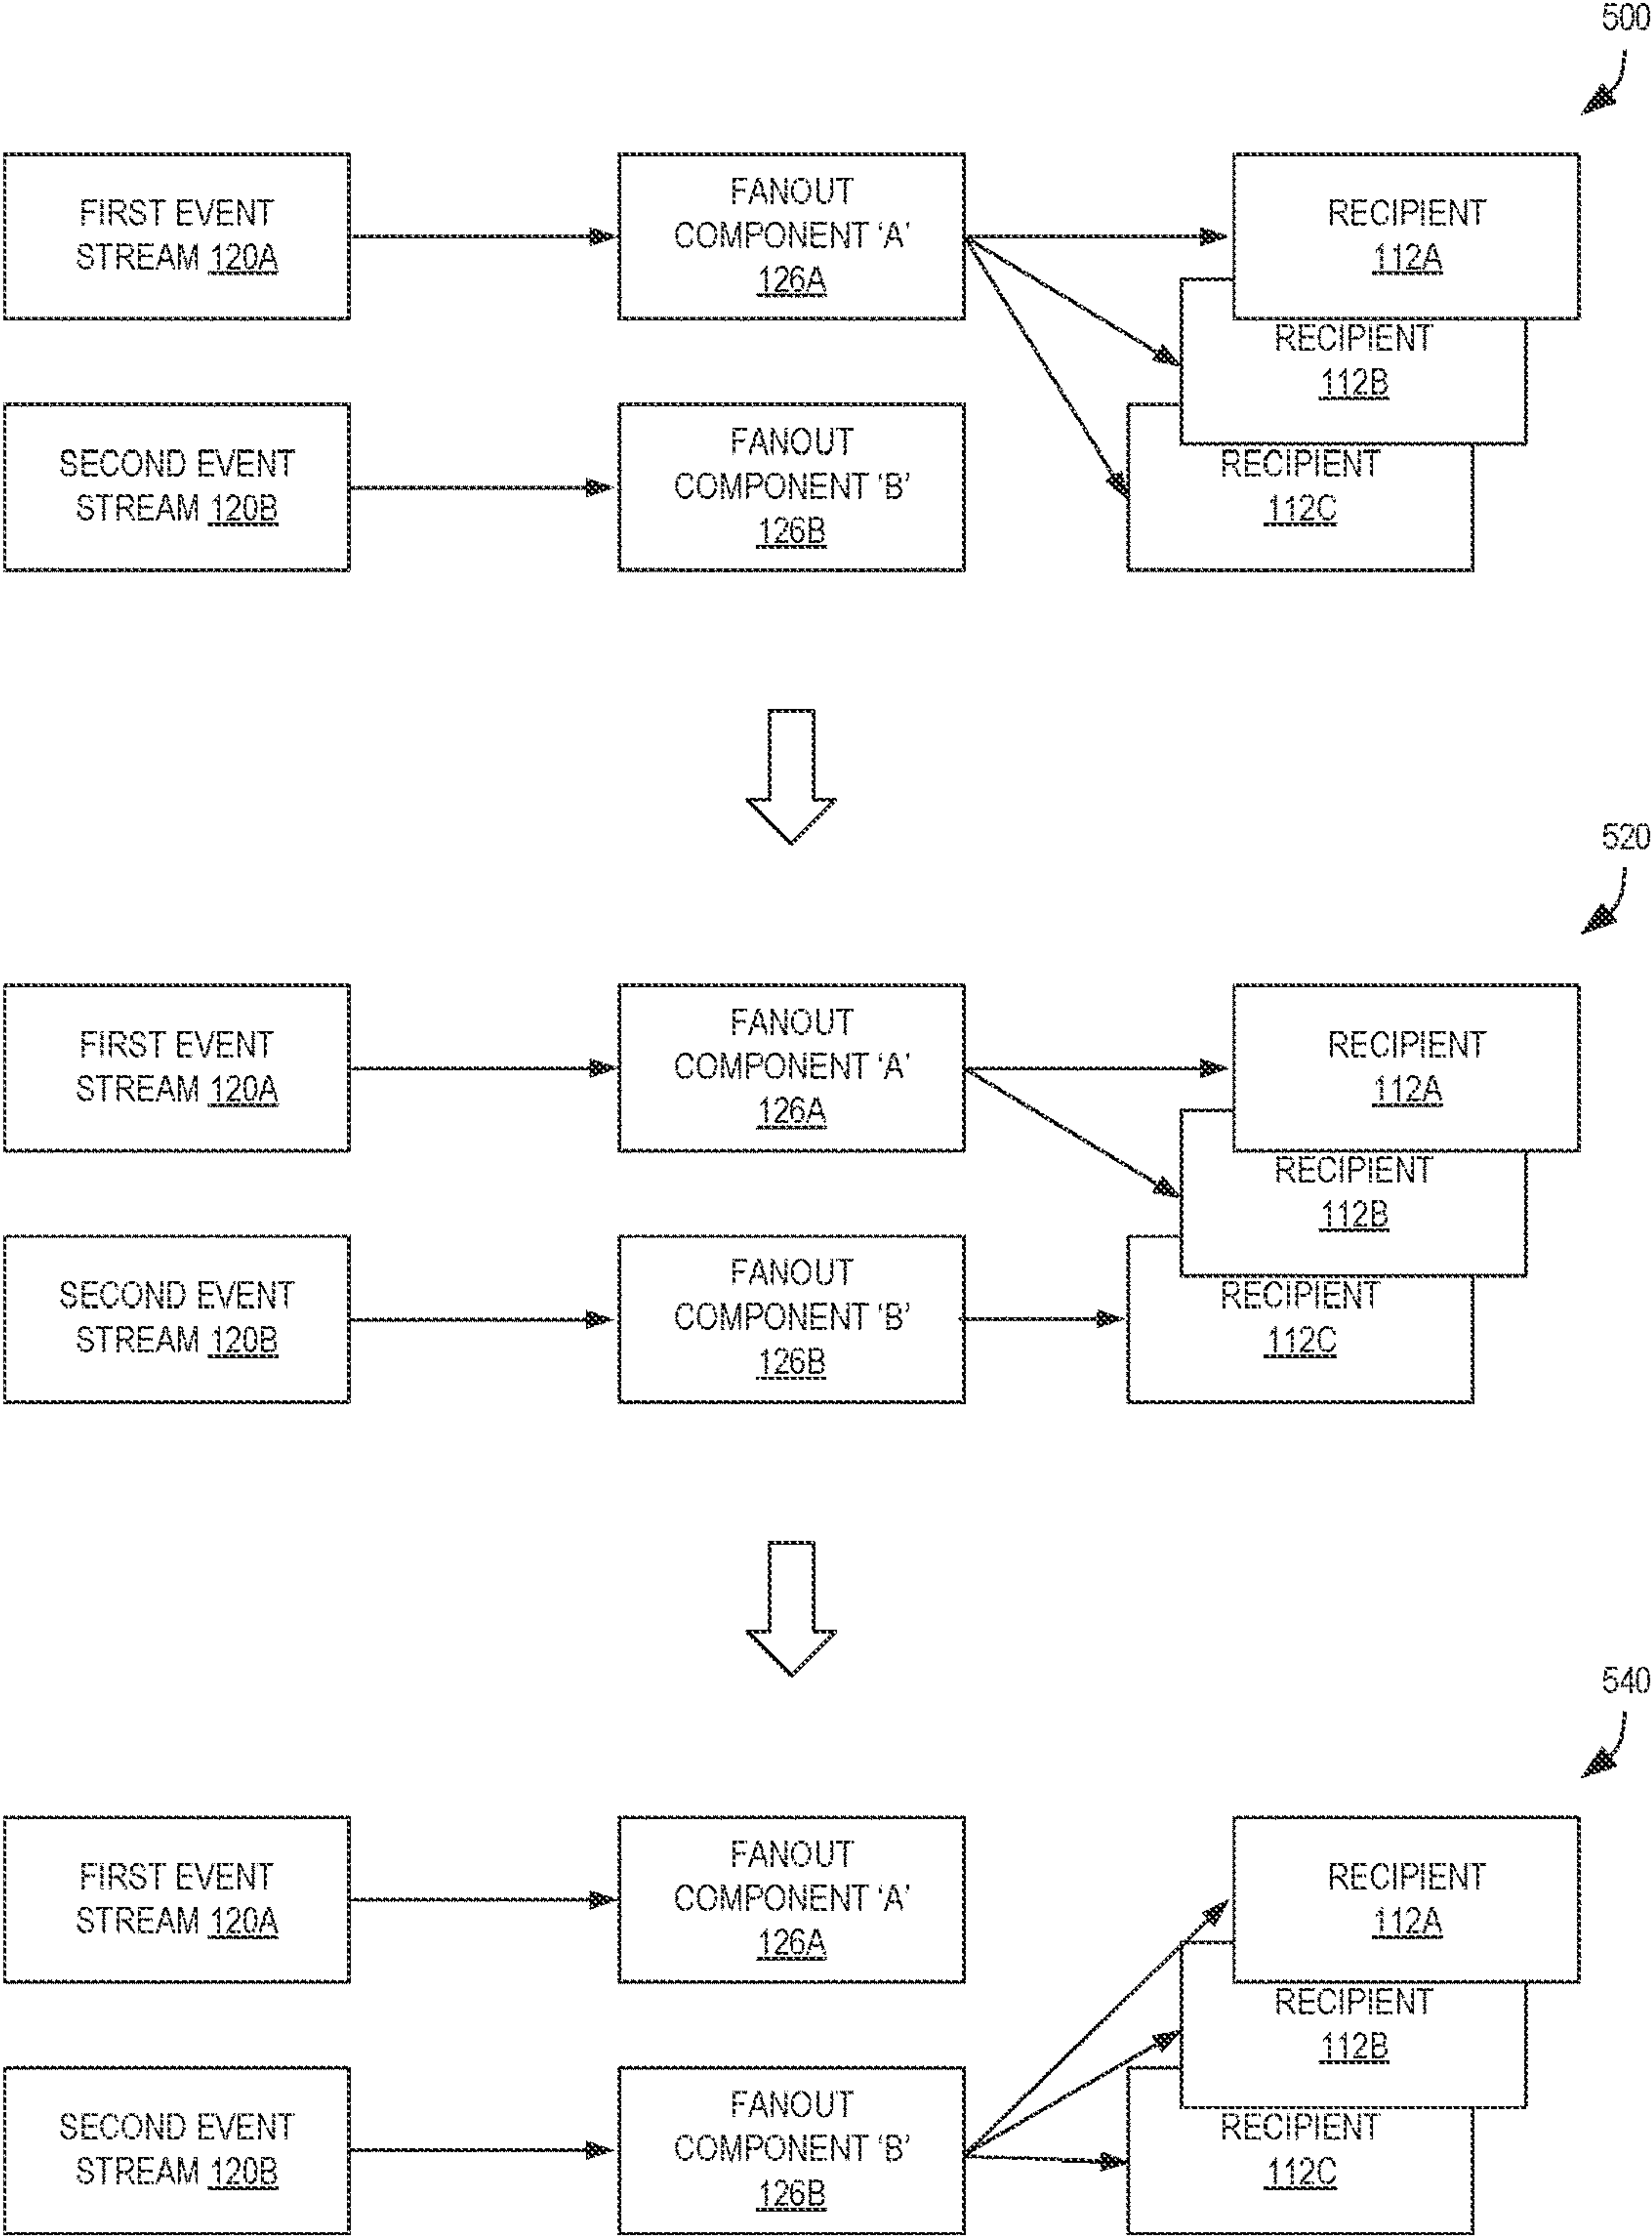 500
FIRST EVENT
STREAM 120A
FANOUT
COMPONENT ‘A’
126A
RECIPIENT
112A
RECIPIENT
112B
SECOND EVENT
STREAM 120B
FANOUT
COMPONENT ‘B’
126B
RECIPIENT
112C
520
FIRST EVENT
STREAM 120A
FANOUT
COMPONENT ‘A’
126A
RECIPIENT
112A
RECIPIENT
112B
SECOND EVENT
STREAM 120B
FANOUT
COMPONENT ‘B’
126B
RECIPIENT
112C
540
FIRST EVENT
STREAM 120A
FANOUT
COMPONENT ‘A’
126A
RECIPIENT
112A
RECIPIENT
112B
SECOND EVENT
STREAM 120B
FANOUT
COMPONENT ‘B’
126B
RECIPIENT
112C